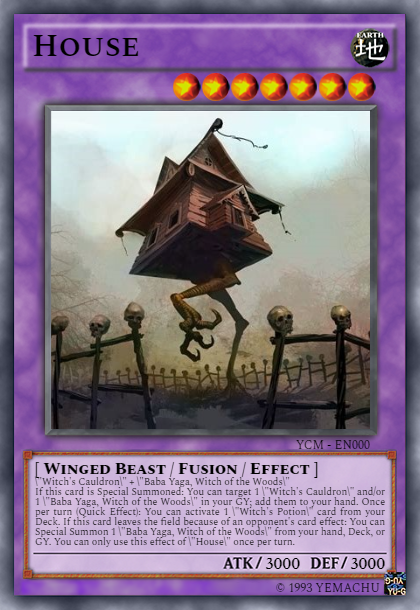 HOUSE
EARTH
地
YCM - EN000
[ WINGED BEAST / FUSION / EFFECT ]
\"Witch's Cauldron\" + \"Baba Yaga, Witch of the Woods\"
If this card is Special Summoned: You can target 1 \"Witch's Cauldron\" and/or
1 \"Baba Yaga, Witch of the Woods\" in your GY; add them to your hand. Once
per turn (Quick Effect): You can activate 1 \"Witch's Potion\" card from your
Deck. If this card leaves the field because of an opponent's card effect: You can
Special Summon 1 \"Baba Yaga, Witch of the Woods\" from your hand, Deck, or
GY. You can only use this effect of \"House\" once per turn.
ATK / 3000 DEF / 3000
© 1993 YEMACHU